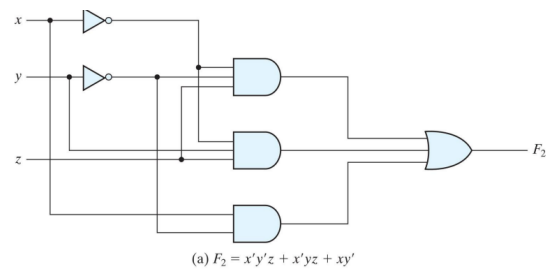 x
y
z
F₂
(a) F₂ = x′y′z + x′yz + xy′